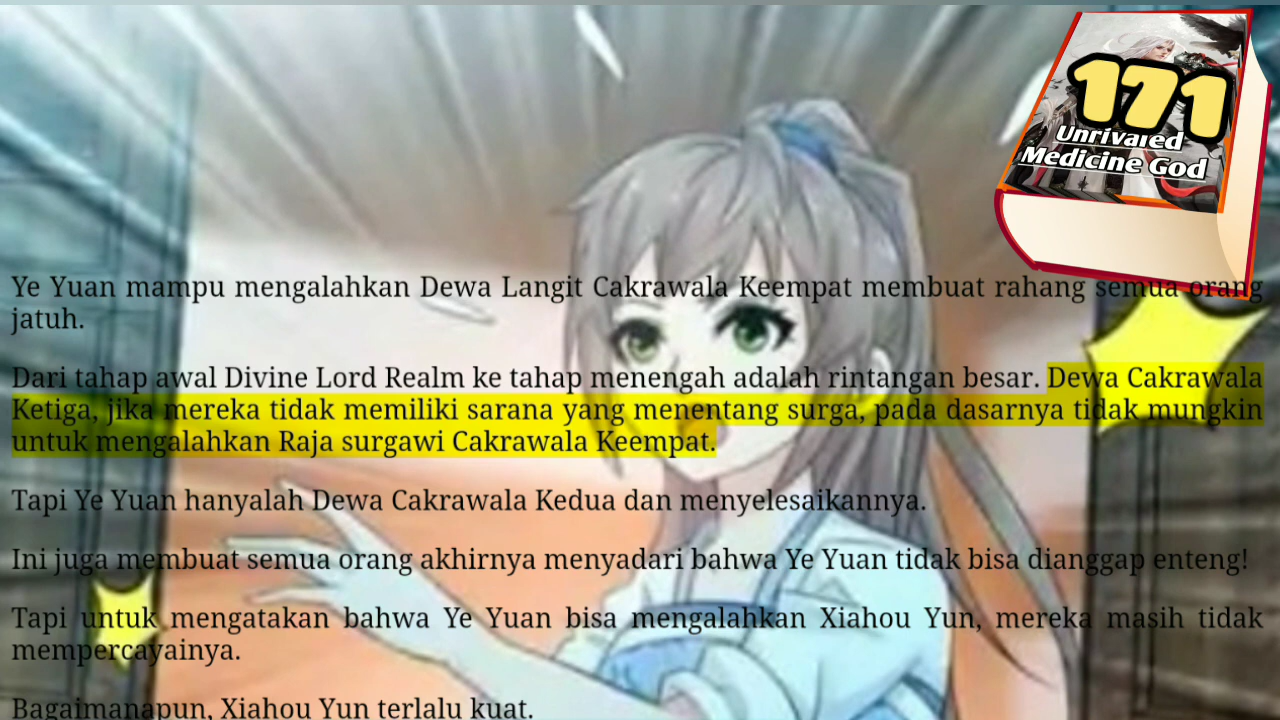 171
Unrivaled
Medicine God
Ye Yuan mampu mengalahkan Dewa Langit Cakrawala Keempat membuat rahang semua orang
jatuh.
Dari tahap awal Divine Lord Realm ke tahap menengah adalah rintangan besar. Dewa Cakrawala
Ketiga, jika mereka tidak memiliki sarana yang menentang surga, pada dasarnya tidak mungkin
untuk mengalahkan Raja surgawi Cakrawala Keempat.
Tapi Ye Yuan hanyalah Dewa Cakrawala Kedua dan menyelesaikannya.
Ini juga membuat semua orang akhirnya menyadari bahwa Ye Yuan tidak bisa dianggap enteng!
Tapi untuk mengatakan bahwa Ye Yuan bisa mengalahkan Xiahou Yun, mereka masih tidak
mempercayainya.
Bagaimanapun, Xiahou Yun terlalu kuat.